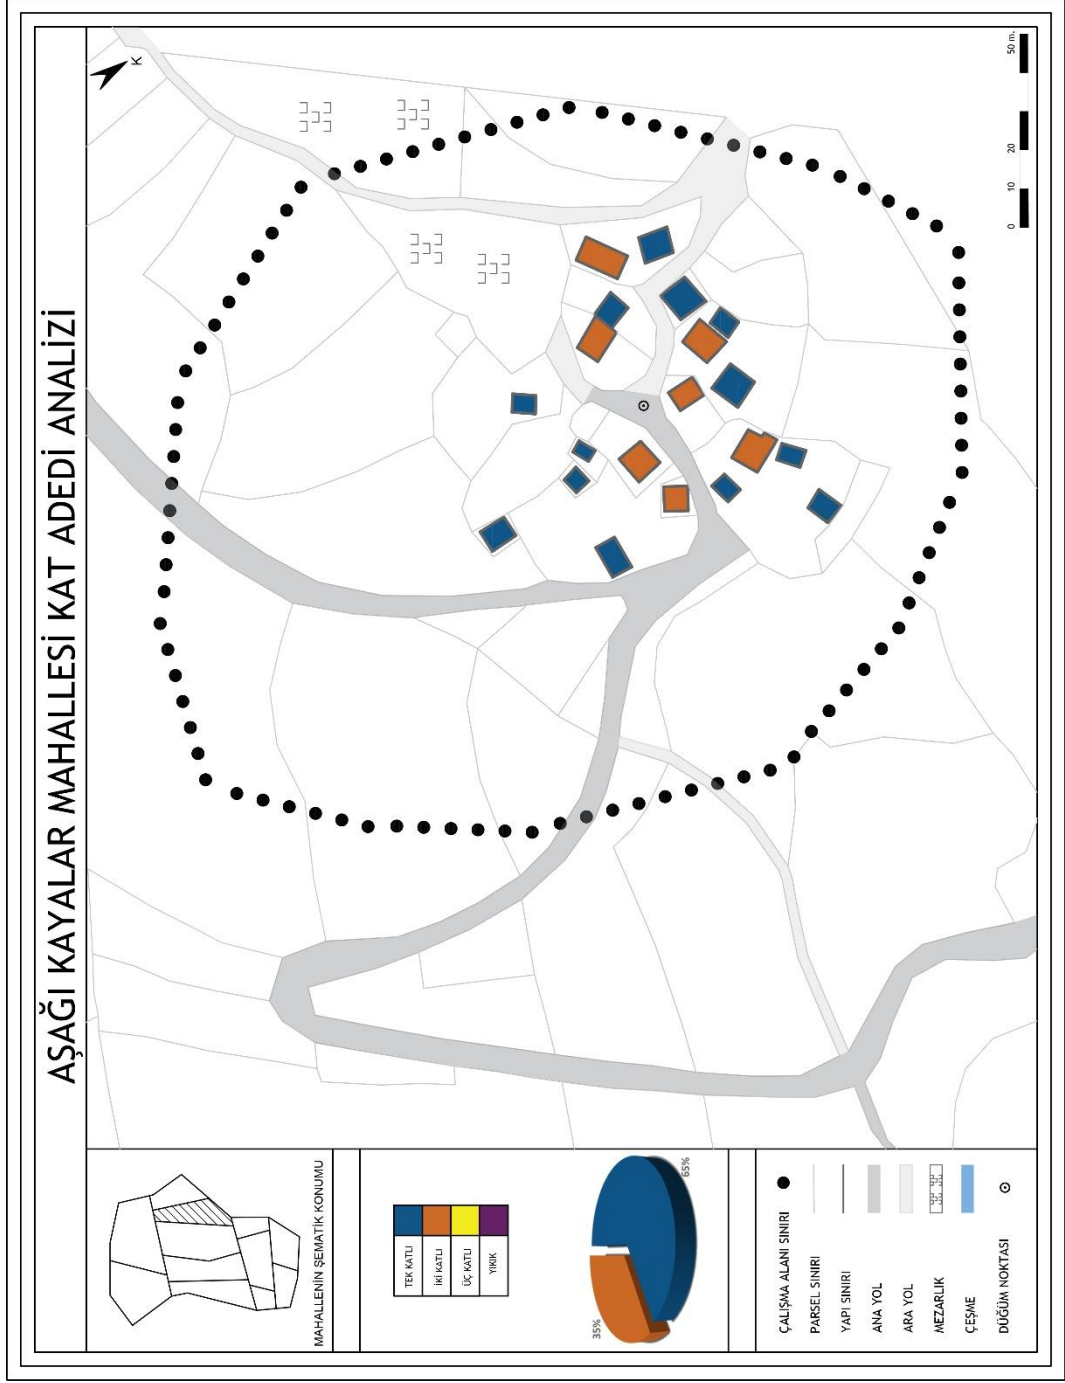 AŞAĞI KAYALAR MAHALLESİ KAT ADEDİ ANALİZİ
K
0 10 20 50 m.
MAHALLENİN ŞEMATİK KONUMU
TEK KATLI
İKİ KATLI
ÜÇ KATLI
YIKIK
35%
65%
ÇALIŞMA ALANI SINIRI
PARSEL SINIRI
YAPI SINIRI
ANA YOL
ARA YOL
MEZARLIK
ÇEŞME
DÜĞÜM NOKTASI